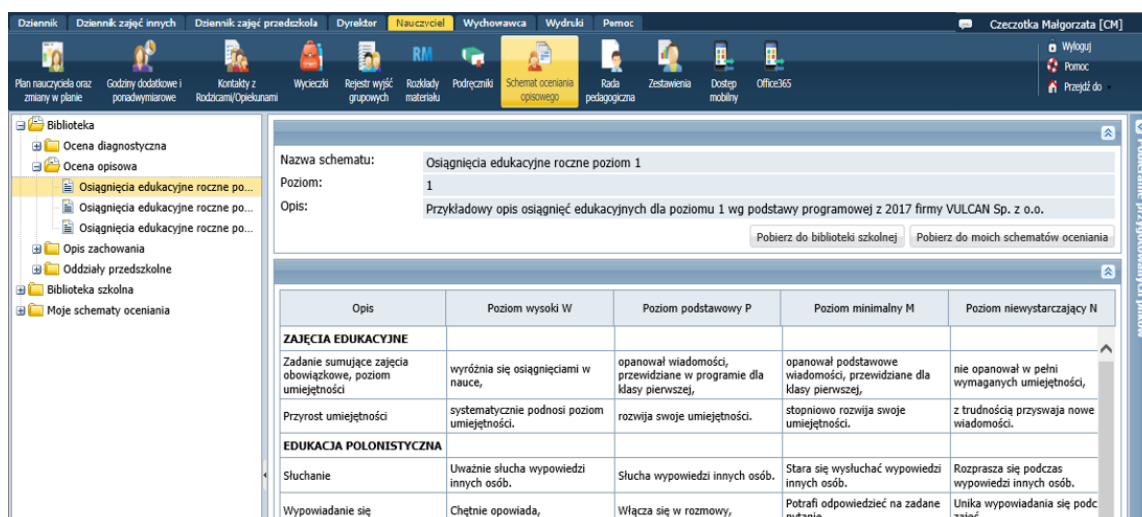 Dziennik Dziennik zajęć innych Dziennik zajęć przedszkola Dyrektor Nauczyciel Wychowawca Wydruki Pomoc Czeczotka Małgorzata [CM]
Plan nauczyciela oraz zmiany w planie
Godziny dodatkowe i ponadwymiarowe
Kontakty z Rodzicami/Opiekunami
Wycieczki
Rejestr wyjść grupowych
RM
Rozkłady materiału
Podręczniki
Schemat oceniania opisowego
Rada pedagogiczna
Zestawienia
Dostęp mobilny
Office365
Wyloguj
Pomoc
Przejdź do
Biblioteka
Ocena diagnostyczna
Ocena opisowa
Osiągnięcia edukacyjne roczne po...
Osiągnięcia edukacyjne roczne po...
Osiągnięcia edukacyjne roczne po...
Opis zachowania
Oddziały przedszkolne
Biblioteka szkolna
Moje schematy oceniania
Nazwa schematu: Osiągnięcia edukacyjne roczne poziom 1
Poziom: 1
Opis: Przykładowy opis osiągnięć edukacyjnych dla poziomu 1 wg podstawy programowej z 2017 firmy VULCAN Sp. z o.o.
Pobierz do biblioteki szkolnej Pobierz do moich schematów oceniania
Opis Poziom wysoki W Poziom podstawowy P Poziom minimalny M Poziom niewystarczający N
ZAJĘCIA EDUKACYJNE
Zadanie sumujące zajęcia obowiązkowe, poziom umiejętności
wyróżnia się osiągnięciami w nauce,
opanował wiadomości, przewidziane w programie dla klasy pierwszej,
opanował podstawowe wiadomości, przewidziane dla klasy pierwszej,
nie opanował w pełni wymaganych umiejętności,
Przyrost umiejętności
systematycznie podnosi poziom umiejętności.
rozwija swoje umiejętności.
stopniowo rozwija swoje umiejętności.
z trudnością przyswaja nowe wiadomości.
EDUKACJA POLONISTYCZNA
Słuchanie
Uważnie słucha wypowiedzi innych osób.
Słucha wypowiedzi innych osób.
Stara się wysłuchać wypowiedzi innych osób.
Rozprasza się podczas wypowiedzi innych osób.
Wypowiadanie się
Chętnie opowiada,
Włącza się w rozmowy,
Potrafi odpowiedzieć na zadane pytanie
Unika wypowiadania się podc
zajęć